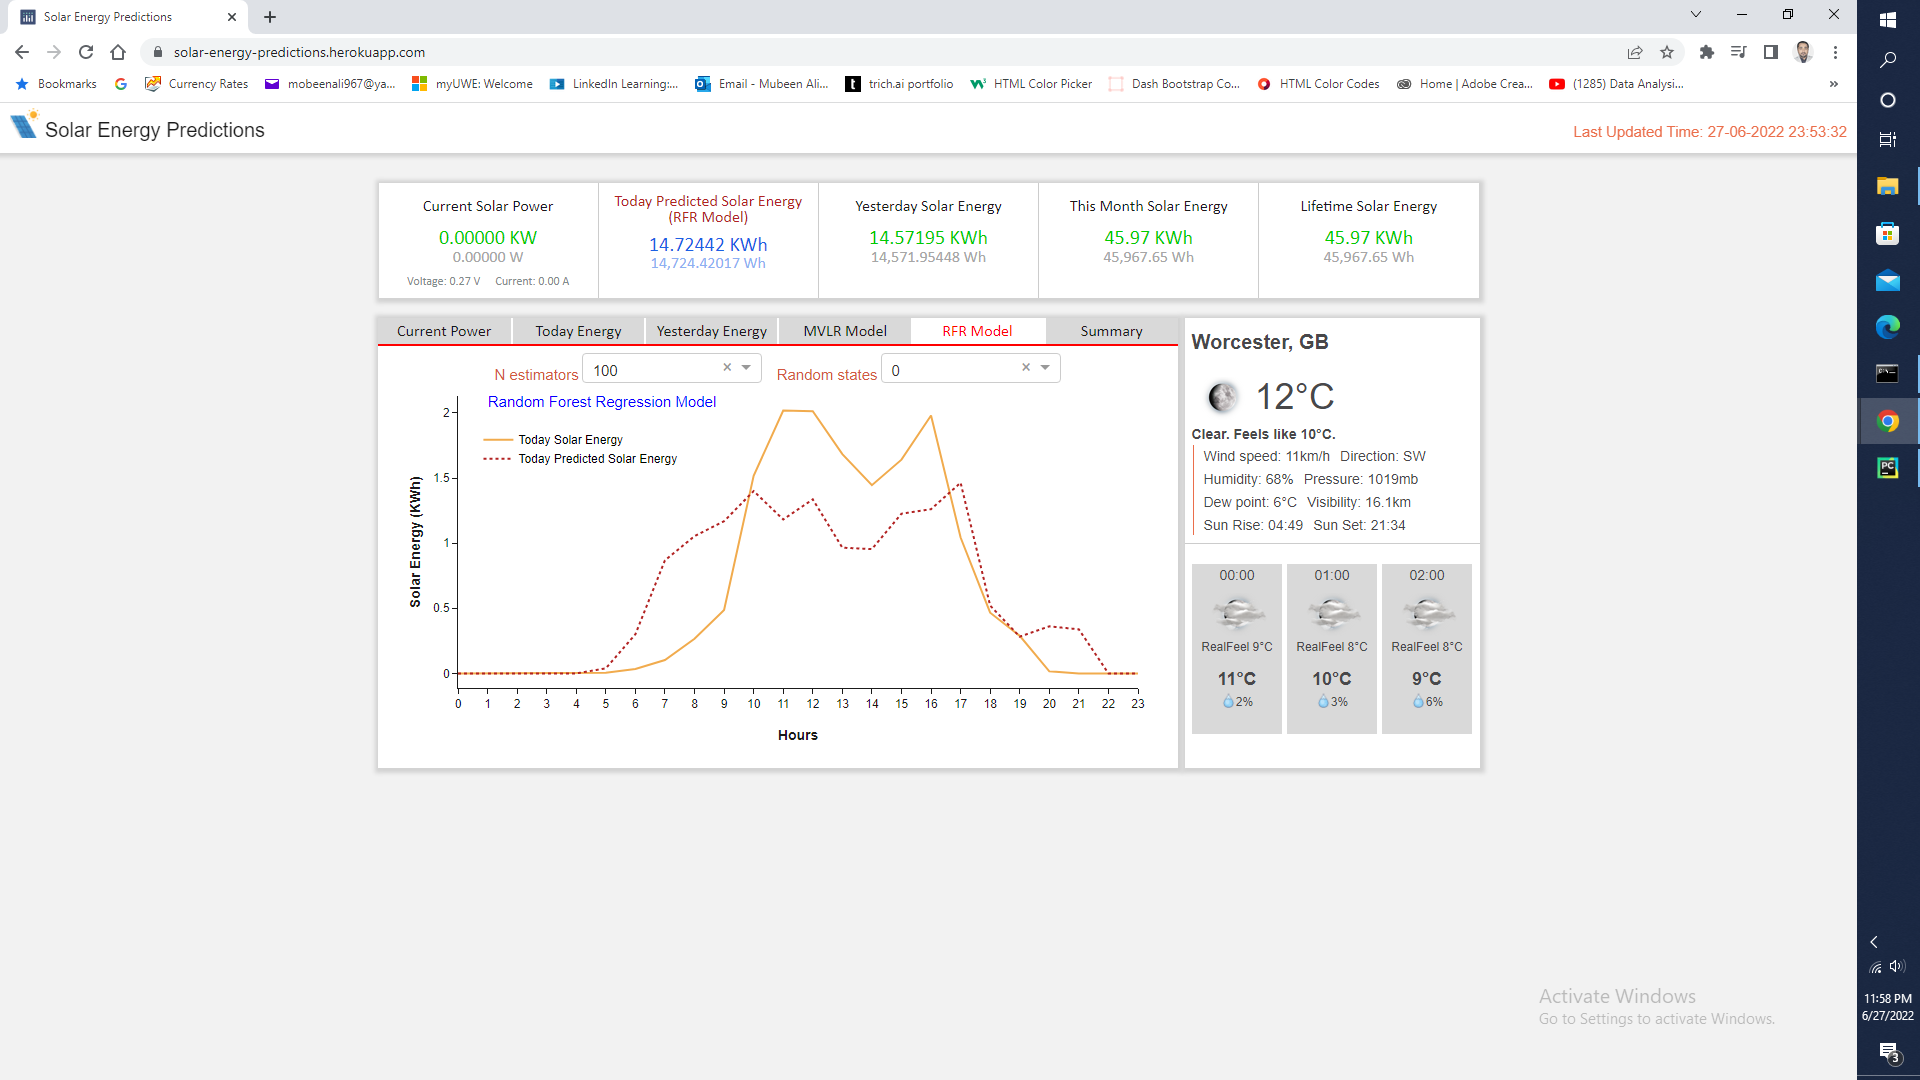 Solar Energy Predictions
solar-energy-predictions.herokuapp.com
Bookmarks Currency Rates mobeenali967@ya... myUWE: Welcome LinkedIn Learning:... Email - Mubeen Ali... trich.ai portfolio HTML Color Picker Dash Bootstrap Co... HTML Color Codes Home | Adobe Crea... (1285) Data Analysi... »
Solar Energy Predictions
Last Updated Time: 27-06-2022 23:53:32
Current Solar Power
0.00000 KW
0.00000 W
Voltage: 0.27 V Current: 0.00 A
Today Predicted Solar Energy
(RFR Model)
14.72442 KWh
14,724.42017 Wh
Yesterday Solar Energy
14.57195 KWh
14,571.95448 Wh
This Month Solar Energy
45.97 KWh
45,967.65 Wh
Lifetime Solar Energy
45.97 KWh
45,967.65 Wh
Current Power Today Energy Yesterday Energy MVLR Model RFR Model Summary
N estimators 100 × Random states 0 ×
Random Forest Regression Model
Today Solar Energy
Today Predicted Solar Energy
Solar Energy (KWh)
2
1.5
1
0.5
0
0 1 2 3 4 5 6 7 8 9 10 11 12 13 14 15 16 17 18 19 20 21 22 23
Hours
Worcester, GB
12°C
Clear. Feels like 10°C.
Wind speed: 11km/h Direction: SW
Humidity: 68% Pressure: 1019mb
Dew point: 6°C Visibility: 16.1km
Sun Rise: 04:49 Sun Set: 21:34
00:00 01:00 02:00
RealFeel 9°C RealFeel 8°C RealFeel 8°C
11°C 10°C 9°C
2% 3% 6%
Activate Windows
Go to Settings to activate Windows.
PC
11:58 PM
6/27/2022
3